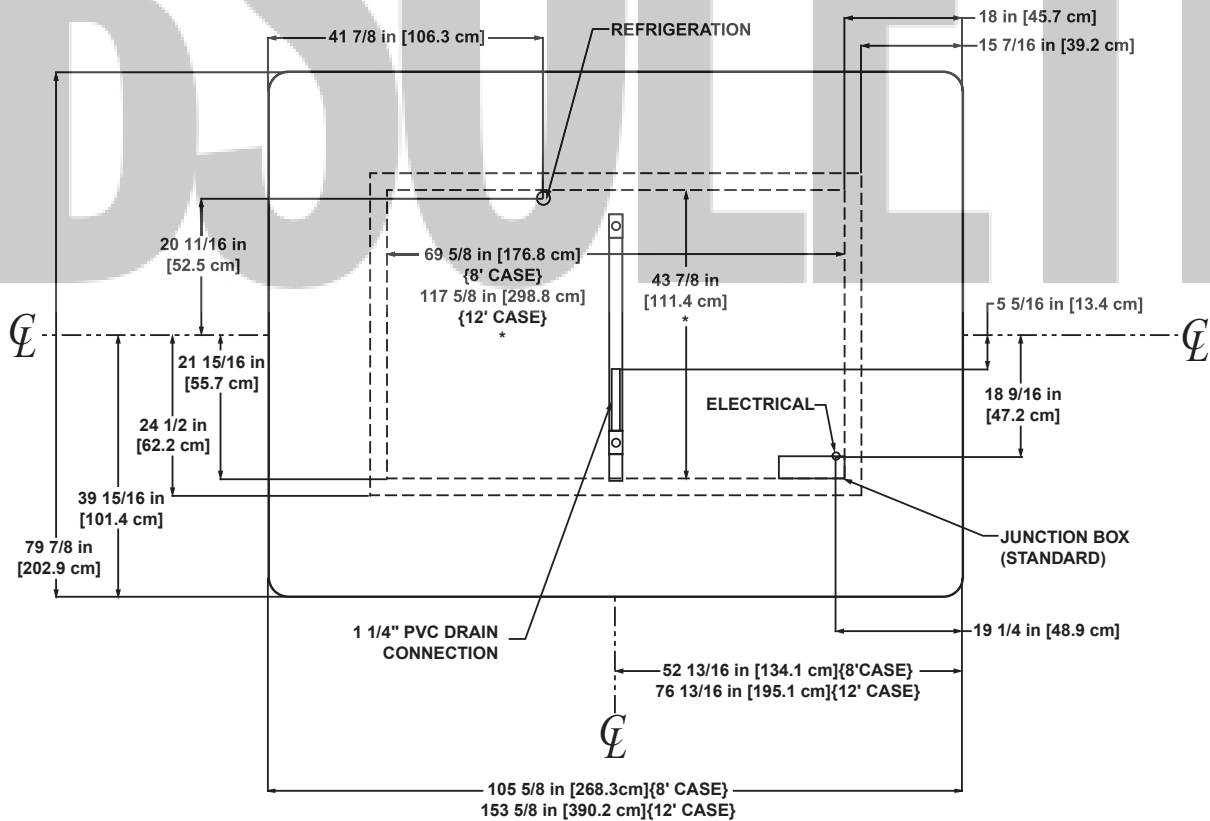 DSOLETE
18 in [45.7 cm]
41 7/8 in [106.3 cm]
REFRIGERATION
15 7/16 in [39.2 cm]
20 11/16 in
[52.5 cm]
69 5/8 in [176.8 cm]
{8' CASE}
117 5/8 in [298.8 cm]
{12' CASE}
*
43 7/8 in
[111.4 cm]
*
5 5/16 in [13.4 cm]
℄
℄
21 15/16 in
[55.7 cm]
18 9/16 in
[47.2 cm]
ELECTRICAL
24 1/2 in
[62.2 cm]
39 15/16 in
[101.4 cm]
79 7/8 in
[202.9 cm]
JUNCTION BOX
(STANDARD)
1 1/4" PVC DRAIN
CONNECTION
19 1/4 in [48.9 cm]
52 13/16 in [134.1 cm]{8'CASE}
76 13/16 in [195.1 cm]{12' CASE}
℄
105 5/8 in [268.3cm]{8' CASE}
153 5/8 in [390.2 cm]{12' CASE}